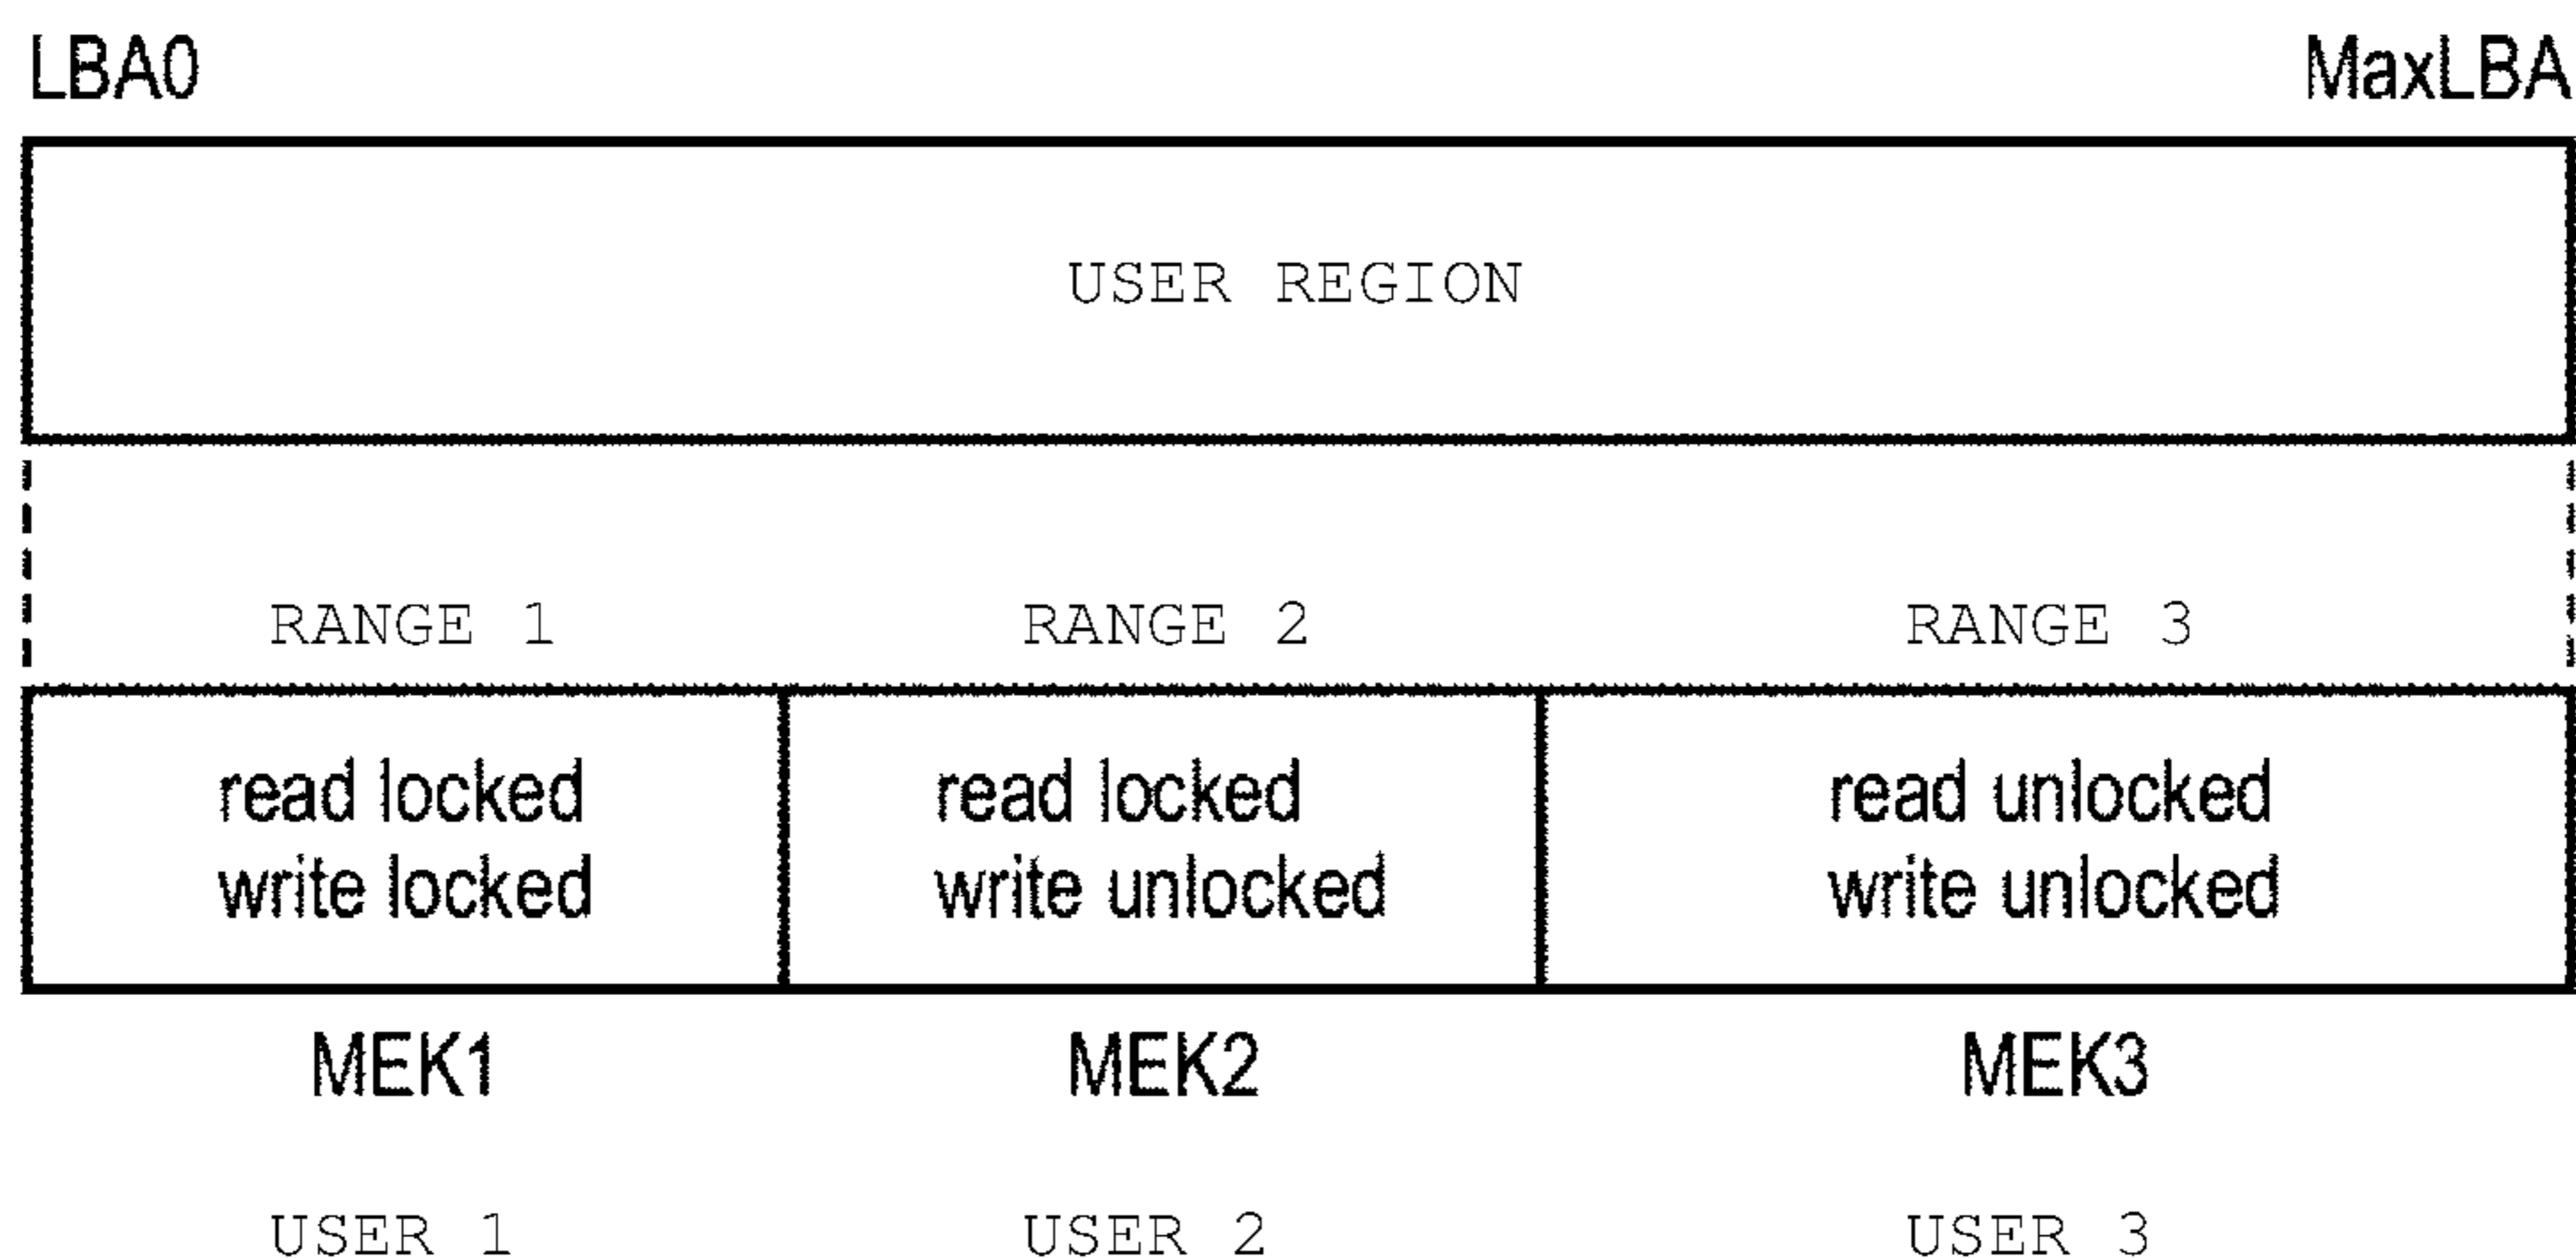 LBA0 MaxLBA
USER REGION
RANGE 1 RANGE 2 RANGE 3
read locked read locked read unlocked
write locked write unlocked write unlocked
MEK1 MEK2 MEK3
USER 1 USER 2 USER 3